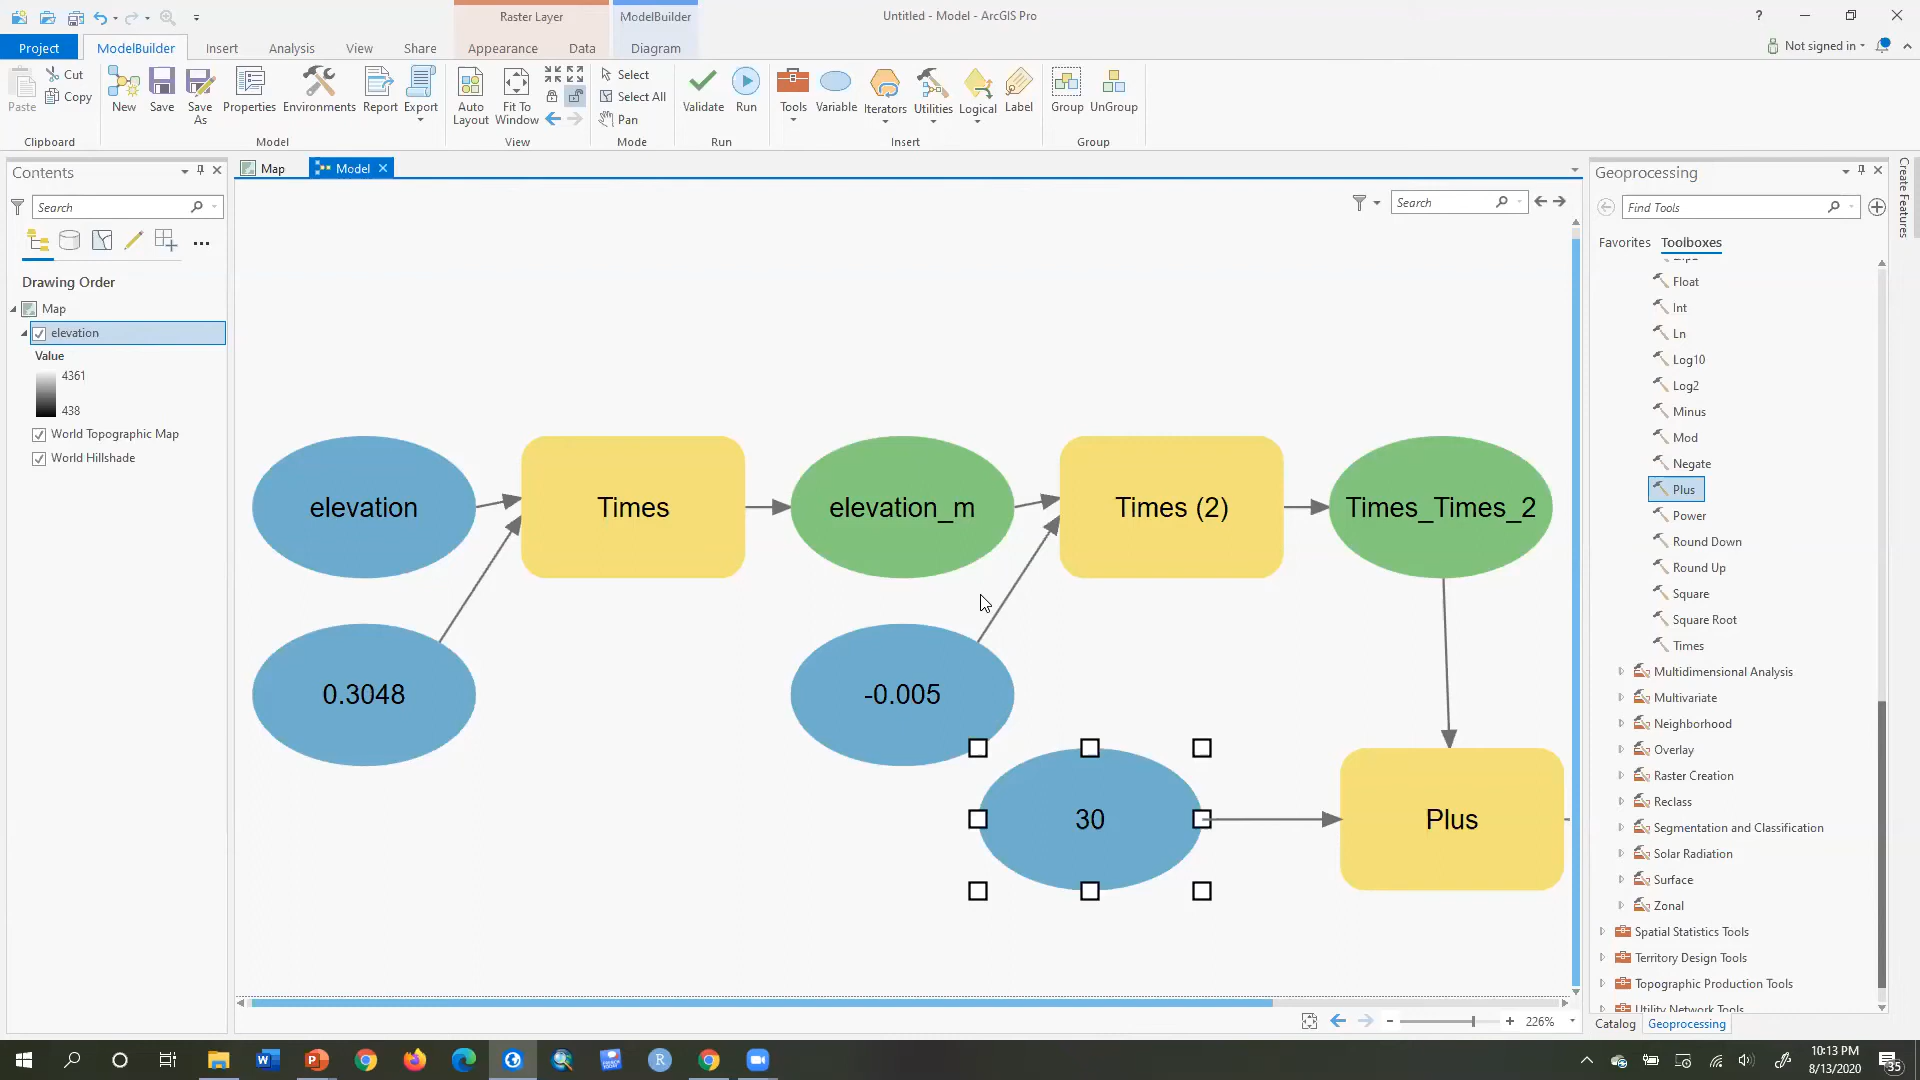 Raster Layer
ModelBuilder
Untitled - Model - ArcGIS Pro
?
Project
ModelBuilder
Insert
Analysis
View
Share
Appearance
Data
Diagram
Not signed in
Paste
Cut
Copy
Clipboard
New
Save
Save As
Properties
Environments
Report
Export
Model
Auto Layout
Fit To Window
View
Select
Select All
Pan
Mode
Validate
Run
Run
Tools
Variable
Iterators
Utilities
Logical
Label
Insert
Group
UnGroup
Group
Contents
Search
Drawing Order
Map
elevation
Value
4361
438
World Topographic Map
World Hillshade
Map
Model
Search
elevation
Times
elevation_m
Times (2)
Times_Times_2
0.3048
-0.005
30
Plus
226%
Geoprocessing
Find Tools
Favorites
Toolboxes
Float
Int
Ln
Log10
Log2
Minus
Mod
Negate
Plus
Power
Round Down
Round Up
Square
Square Root
Times
Multidimensional Analysis
Multivariate
Neighborhood
Overlay
Raster Creation
Reclass
Segmentation and Classification
Solar Radiation
Surface
Zonal
Spatial Statistics Tools
Territory Design Tools
Topographic Production Tools
Utility Network Tools
Catalog
Geoprocessing
Create Features
10:13 PM
8/13/2020
35